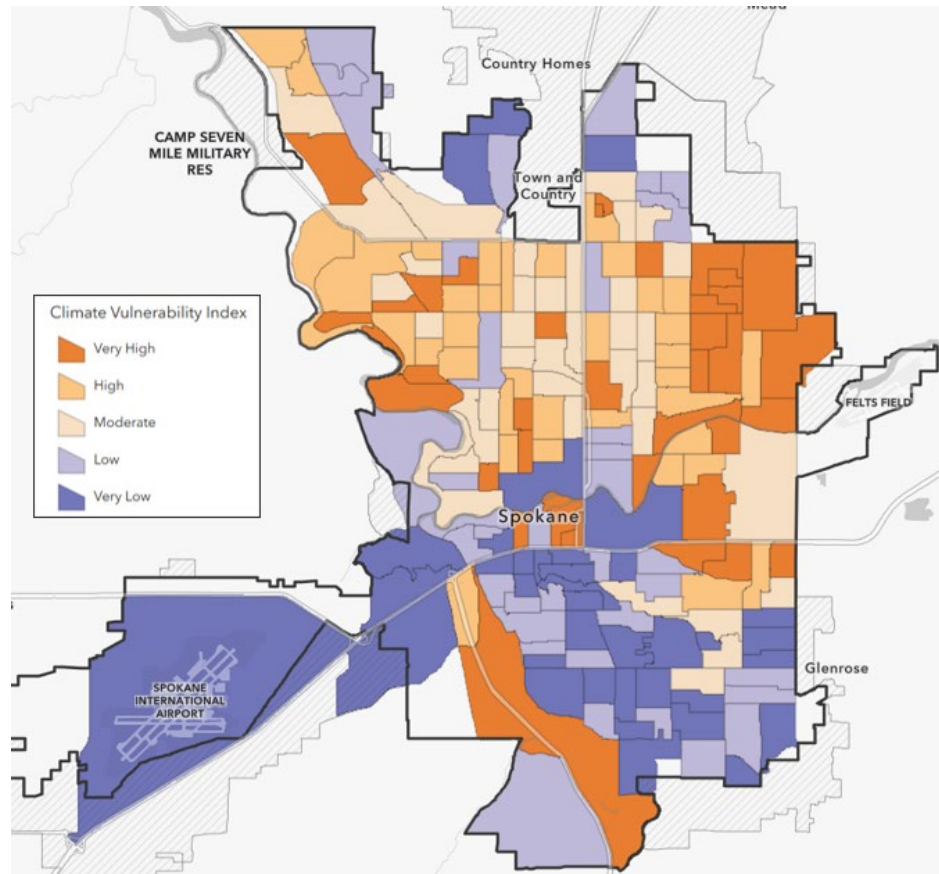 Mead
Country Homes
CAMP SEVEN
MILE MILITARY
RES
Town and
Country
Climate Vulnerability Index
Very High
High
Moderate
Low
Very Low
FELTS FIELD
Spokane
Glenrose
SPOKANE
INTERNATIONAL
AIRPORT